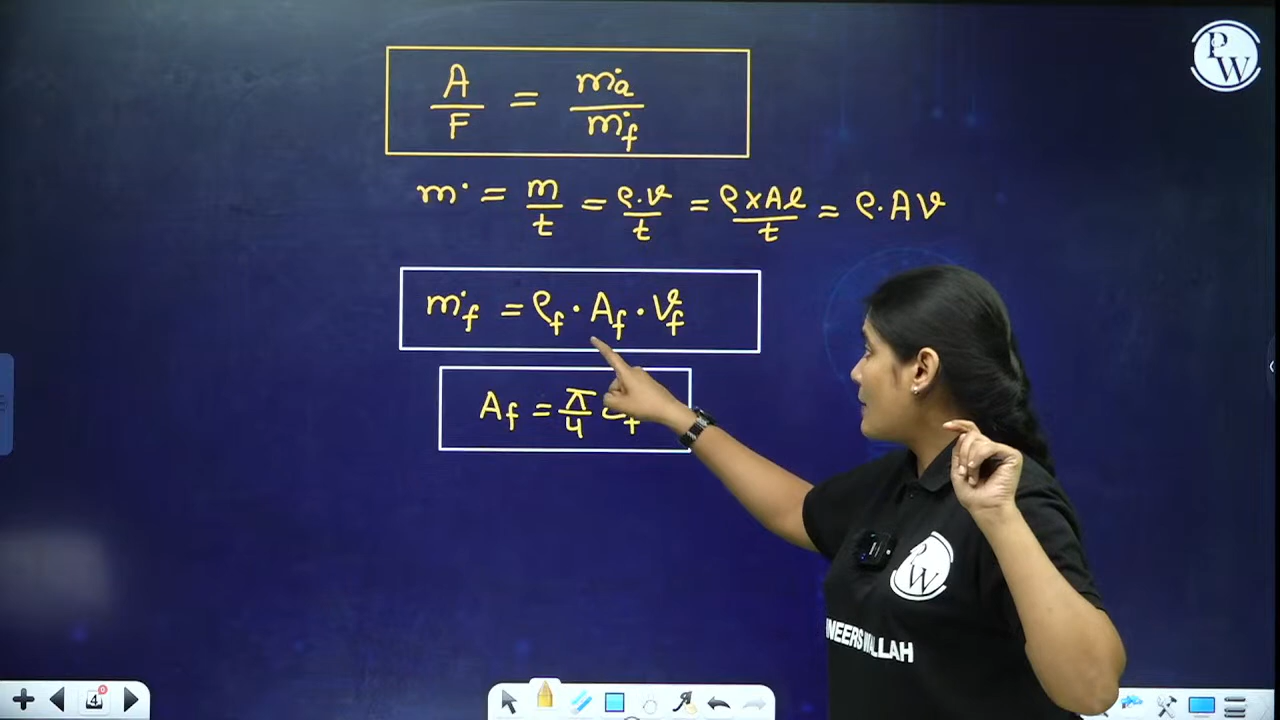 PW
A/F = ṁa/ṁf
ṁ = m/t = ρ·v/t = ρ×Al/t = ρ·AV
ṁf = ρf · Af · Vf
Af = π/4
4
PW
NEERS WALLAH